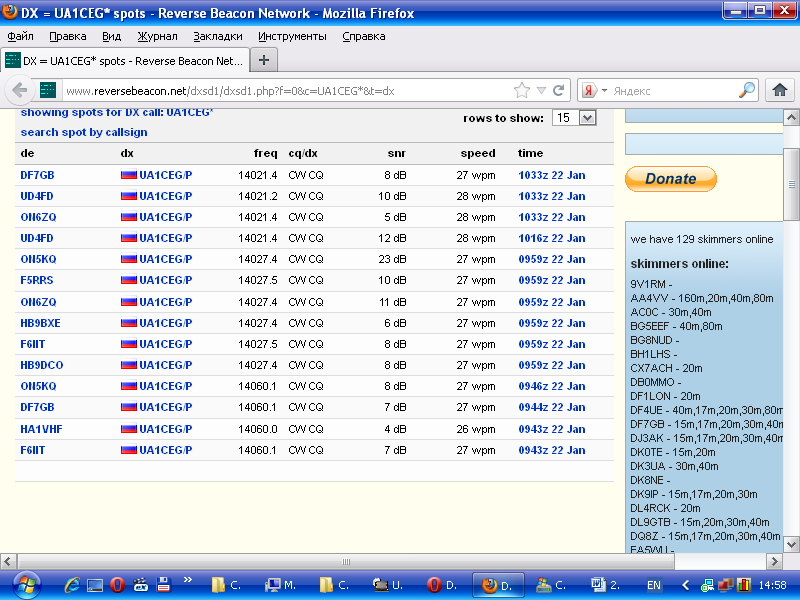 DX = UA1CEG* spots - Reverse Beacon Network - Mozilla Firefox
Файл Правка Вид Журнал Закладки Инструменты Справка
DX = UA1CEG* spots - Reverse Beacon Net...
www.reversebeacon.net/dxsd1/dxsd1.php?f=0&c=UA1CEG*&t=dx Яндекс
showing spots for DX call: UA1CEG* rows to show: 15
search spot by callsign
de dx freq cq/dx snr speed time
DF7GB UA1CEG/P 14021.4 CW CQ 8 dB 27 wpm 1033z 22 Jan
UD4FD UA1CEG/P 14021.2 CW CQ 10 dB 28 wpm 1033z 22 Jan
ON6ZQ UA1CEG/P 14021.4 CW CQ 5 dB 28 wpm 1033z 22 Jan
UD4FD UA1CEG/P 14021.4 CW CQ 12 dB 28 wpm 1016z 22 Jan
ON5KQ UA1CEG/P 14027.4 CW CQ 23 dB 27 wpm 0959z 22 Jan
F5RRS UA1CEG/P 14027.5 CW CQ 10 dB 27 wpm 0959z 22 Jan
ON6ZQ UA1CEG/P 14027.4 CW CQ 11 dB 27 wpm 0959z 22 Jan
HB9BXE UA1CEG/P 14027.4 CW CQ 6 dB 27 wpm 0959z 22 Jan
F6IIT UA1CEG/P 14027.5 CW CQ 8 dB 27 wpm 0959z 22 Jan
HB9DCO UA1CEG/P 14027.4 CW CQ 8 dB 27 wpm 0959z 22 Jan
ON5KQ UA1CEG/P 14060.1 CW CQ 8 dB 27 wpm 0946z 22 Jan
DF7GB UA1CEG/P 14060.1 CW CQ 7 dB 27 wpm 0944z 22 Jan
HA1VHF UA1CEG/P 14060.0 CW CQ 4 dB 26 wpm 0943z 22 Jan
F6IIT UA1CEG/P 14060.1 CW CQ 7 dB 27 wpm 0943z 22 Jan
Donate
we have 129 skimmers online
skimmers online:
9V1RM -
AA4VV - 160m,20m,40m,80m
AC0C - 30m,40m
BG5EEF - 40m,80m
BG8NUD -
BH1LHS -
CX7ACH - 20m
DB0MMO -
DF1LON - 20m
DF4UE - 40m,17m,20m,30m,80m
DF7GB - 15m,17m,20m,30m,40m
DJ3AK - 15m,17m,20m,30m,40m
DK0TE - 15m,20m
DK3UA - 30m,40m
DK8NE -
DK9IP - 15m,17m,20m,30m
DL4RCK - 20m
DL9GTB - 15m,20m,30m,40m
DQ8Z - 15m,17m,20m,30m,40m
EA5WU -
С. М. С. U. D. D. С. 2. EN 14:58